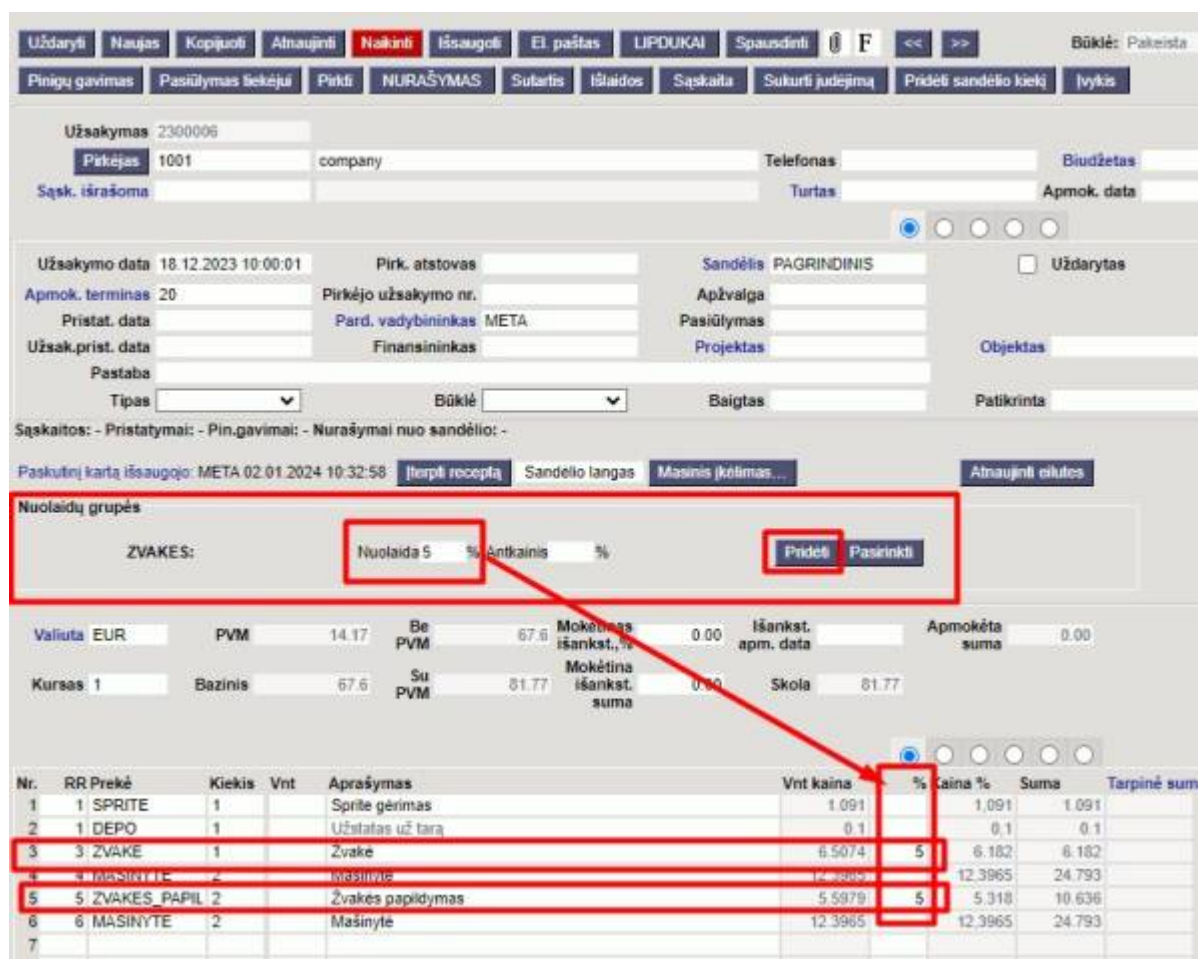 Uždaryti Naujas Kopijuoti Atnaujinti Naikinti Išsaugoti El. paštas LIPDUKAI Spausdinti F << >> Būklė: Pakeista
Pinigų gavimas Pasiūlymas tiekėjui Pirkti NURAŠYMAS Sutartis Išlaidos Sąskaita Sukurti judėjimą Pridėti sandėlio kiekį Įvykis
Užsakymas 2300006
Pirkėjas 1001 company Telefonas Biudžetas
Sąsk. išrašoma Turtas Apmok. data
Užsakymo data 18.12.2023 10:00:01 Pirk. atstovas Sandėlis PAGRINDINIS Uždarytas
Apmok. terminas 20 Pirkėjo užsakymo nr. Apžvalga
Pristat. data Pard. vadybininkas META Pasiūlymas
Užsak.prist. data Finansininkas Projektas Objektas
Pastaba
Tipas Būklė Baigtas Patikrinta
Sąskaitos: - Pristatymai: - Pin.gavimai: - Nurašymai nuo sandėlio: -
Paskutinį kartą išsaugojo: META 02.01.2024 10:32:58 Įterpti receptą Sandėlio langas Masinis įkėlimas... Atnaujinti eilutes
Nuolaidų grupės
ZVAKES: Nuolaida 5 % Antkainis % Pridėti Pasirinkti
Valiuta EUR PVM 14.17 Be PVM 67.6 Mokėtinas išankst.,% 0.00 Išankst. apm. data Apmokėta suma 0.00
Kursas 1 Bazinis 67.6 Su PVM 81.77 Mokėtina išankst. suma 0.00 Skola 81.77
Nr. RR Prekė Kiekis Vnt Aprašymas Vnt kaina % Kaina % Suma Tarpinė sum
1 1 SPRITE 1 Sprite gėrimas 1.091 1.091 1.091
2 1 DEPO 1 Užstatas už tarą 0.1 0.1 0.1
3 3 ZVAKE 1 Žvakė 6.5074 5 6.182 6.182
4 4 MASINYTE 2 Mašinytė 12.3965 12.3965 24.793
5 5 ZVAKES_PAPIL 2 Žvakės papildymas 5.5979 5 5.318 10.636
6 6 MASINYTE 2 Mašinytė 12.3965 12.3965 24.793
7